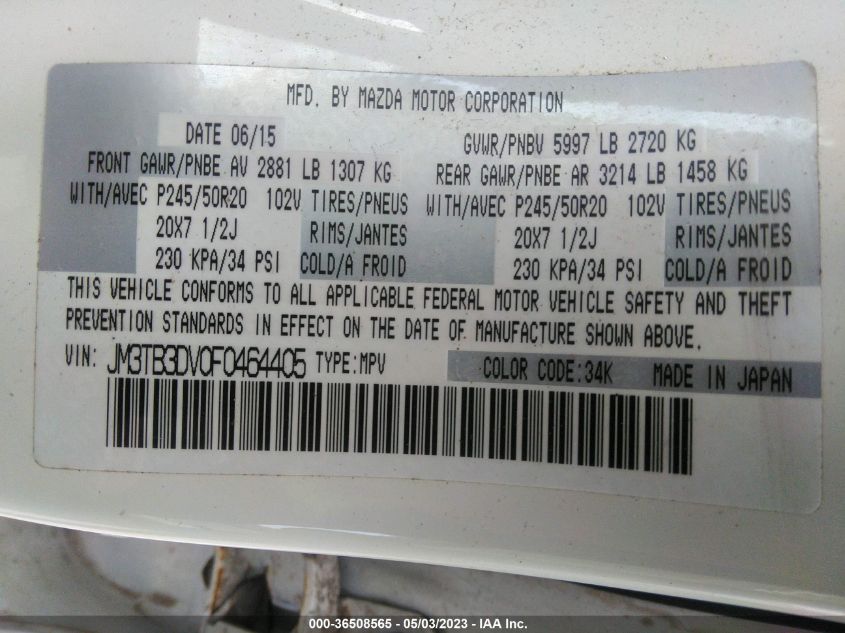 MFD. BY MAZDA MOTOR CORPORATION
DATE 06/15 GVWR/PNBV 5997 LB 2720 KG
FRONT GAWR/PNBE AV 2881 LB 1307 KG REAR GAWR/PNBE AR 3214 LB 1458 KG
WITH/AVEC P245/50R20 102V TIRES/PNEUS WITH/AVEC P245/50R20 102V TIRES/PNEUS
20X7 1/2J RIMS/JANTES 20X7 1/2J RIMS/JANTES
230 KPA/34 PSI COLD/A FROID 230 KPA/34 PSI COLD/A FROID
THIS VEHICLE CONFORMS TO ALL APPLICABLE FEDERAL MOTOR VEHICLE SAFETY AND THEFT
PREVENTION STANDARDS IN EFFECT ON THE DATE OF MANUFACTURE SHOWN ABOVE.
VIN: JM3TB3DV0F0464405 TYPE:MPV COLOR CODE:34K MADE IN JAPAN
000-36508565 - 05/03/2023 - IAA Inc.